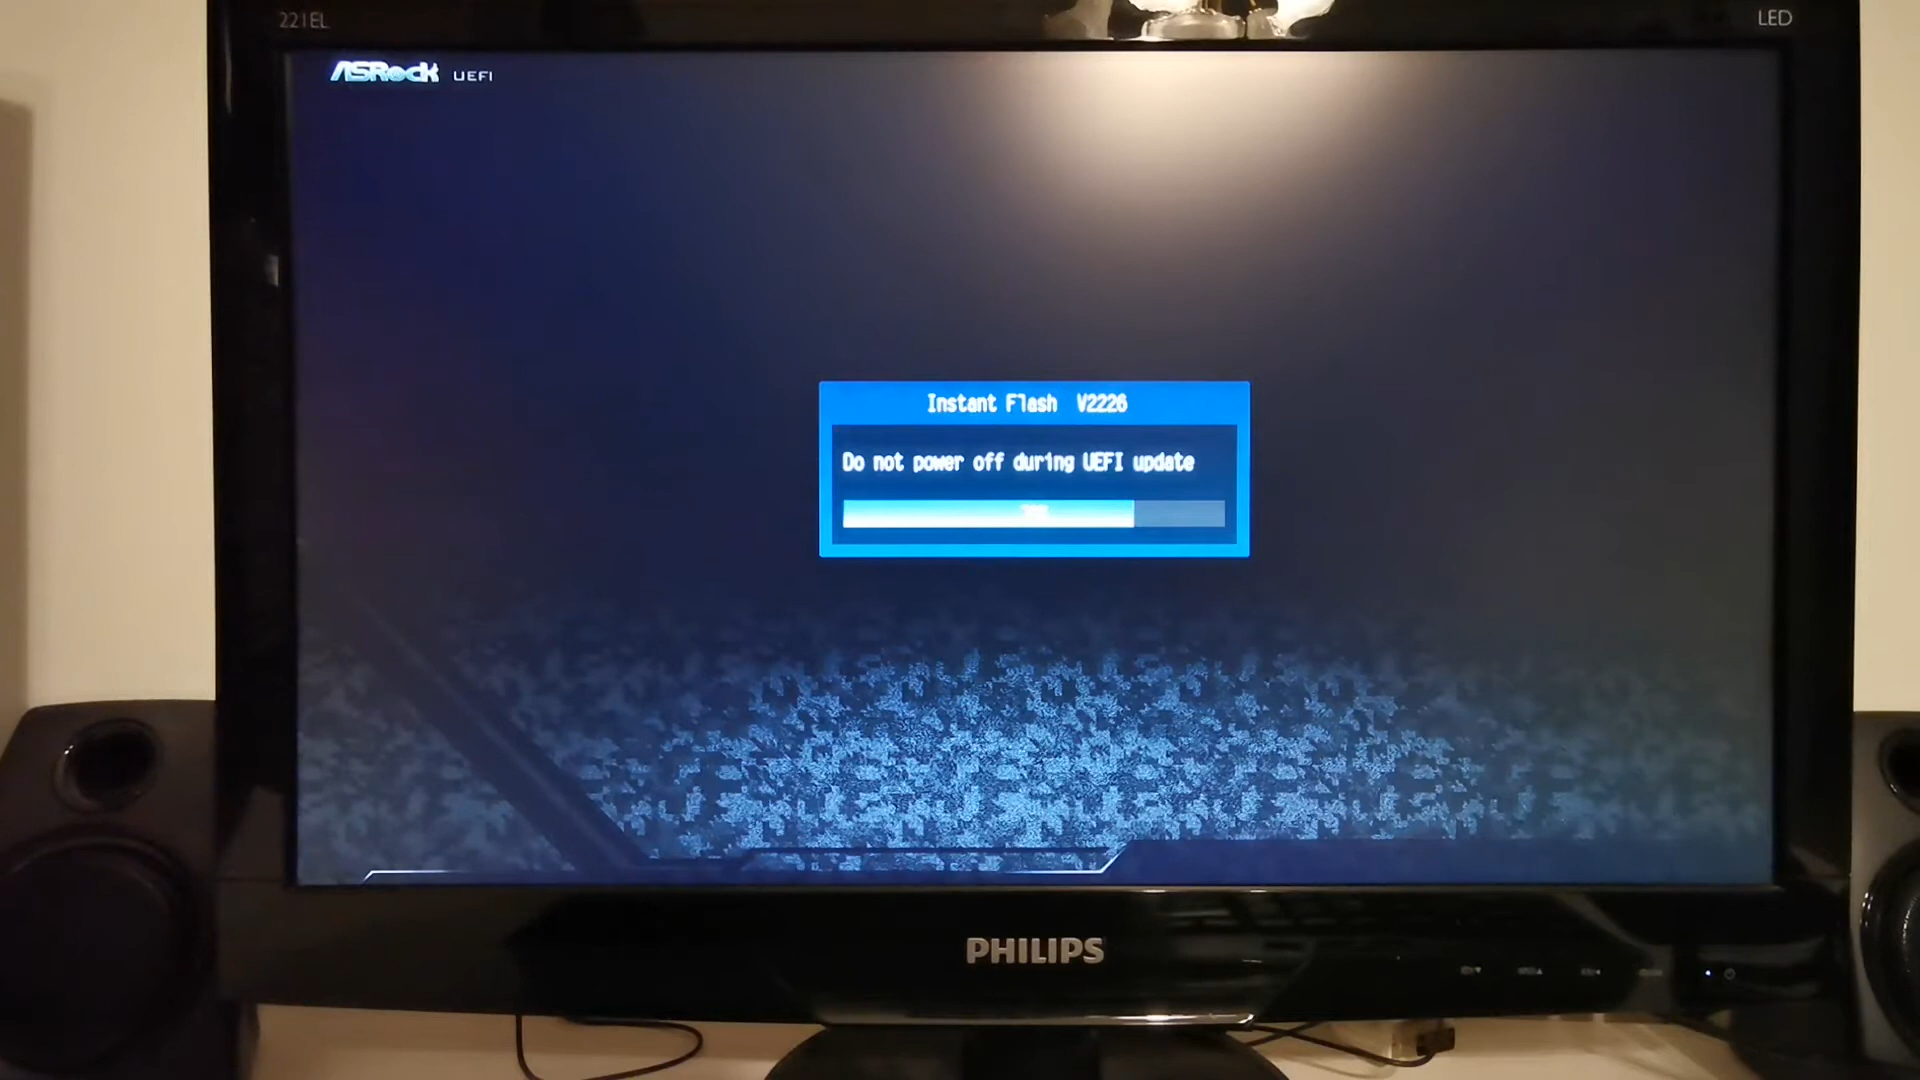 221EL
LED
ASRock UEFI
Instant Flash V2226
Do not power off during UEFI update
PHILIPS